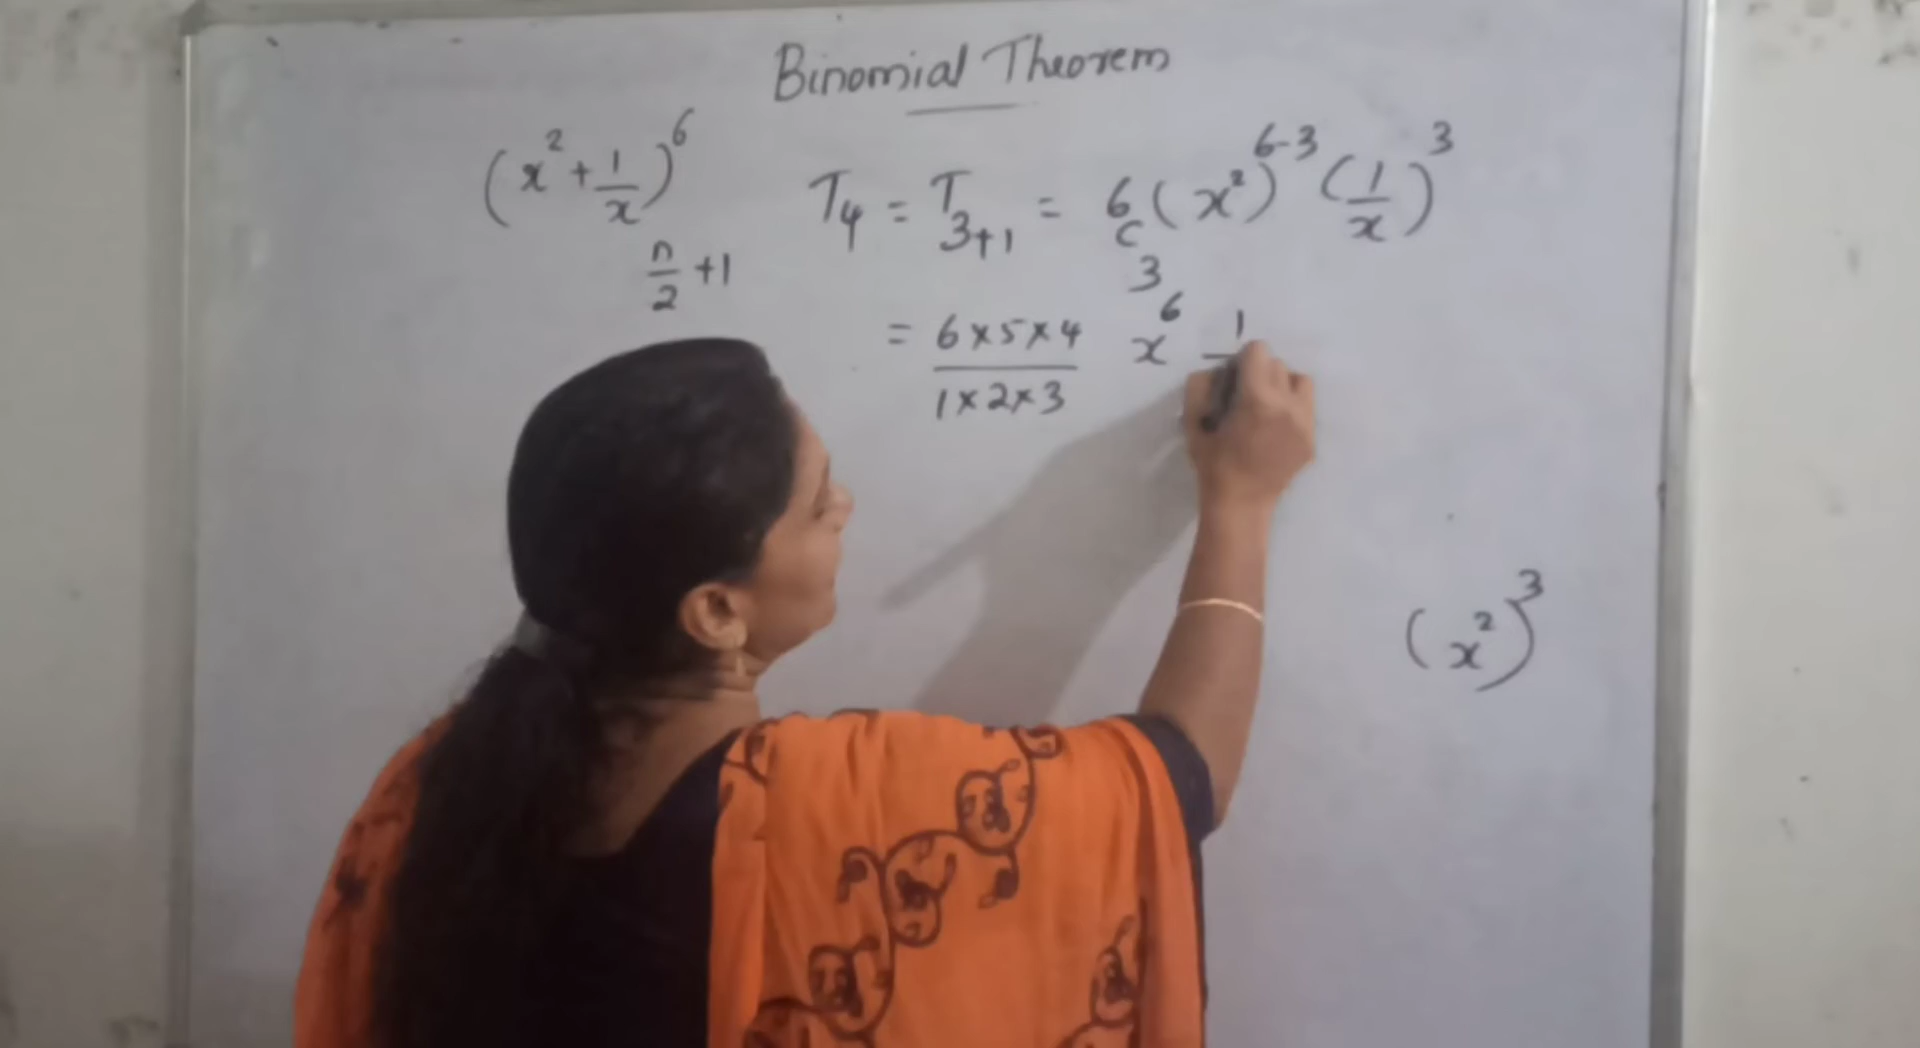 Binomial Theorem
(x² + 1/x)⁶
n/2 + 1
T₄ = T₃₊₁ = 6C₃ (x²)⁶⁻³ (1/x)³
= 6×5×4 / 1×2×3 x⁶ 1
(x²)³